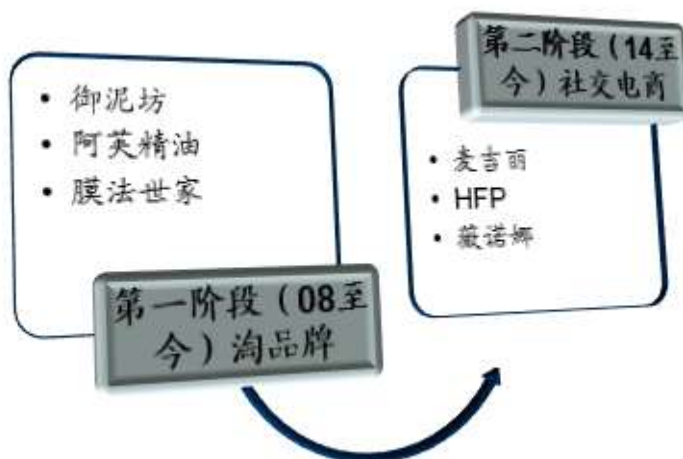 • 御泥坊
• 阿芙精油
• 膜法世家
第一阶段（08至
今）淘品牌
第二阶段（14至
今）社交电商
• 麦吉丽
• HFP
• 薇诺娜